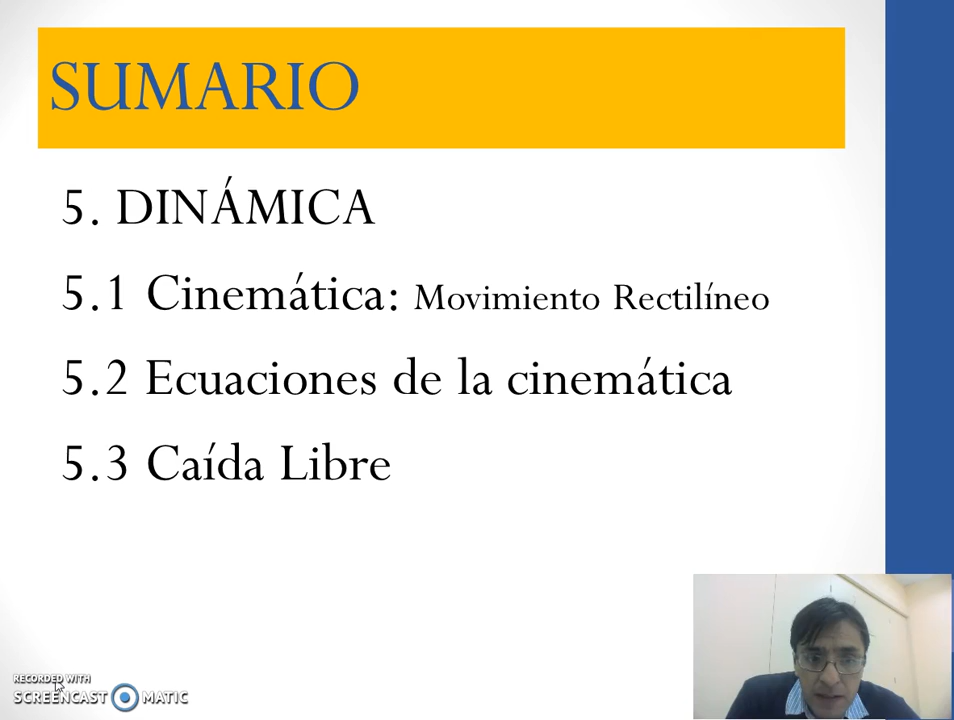 SUMARIO
5. DINÁMICA
5.1 Cinemática: Movimiento Rectilíneo
5.2 Ecuaciones de la cinemática
5.3 Caída Libre
RECORDED WITH
SCREENCAST MATIC